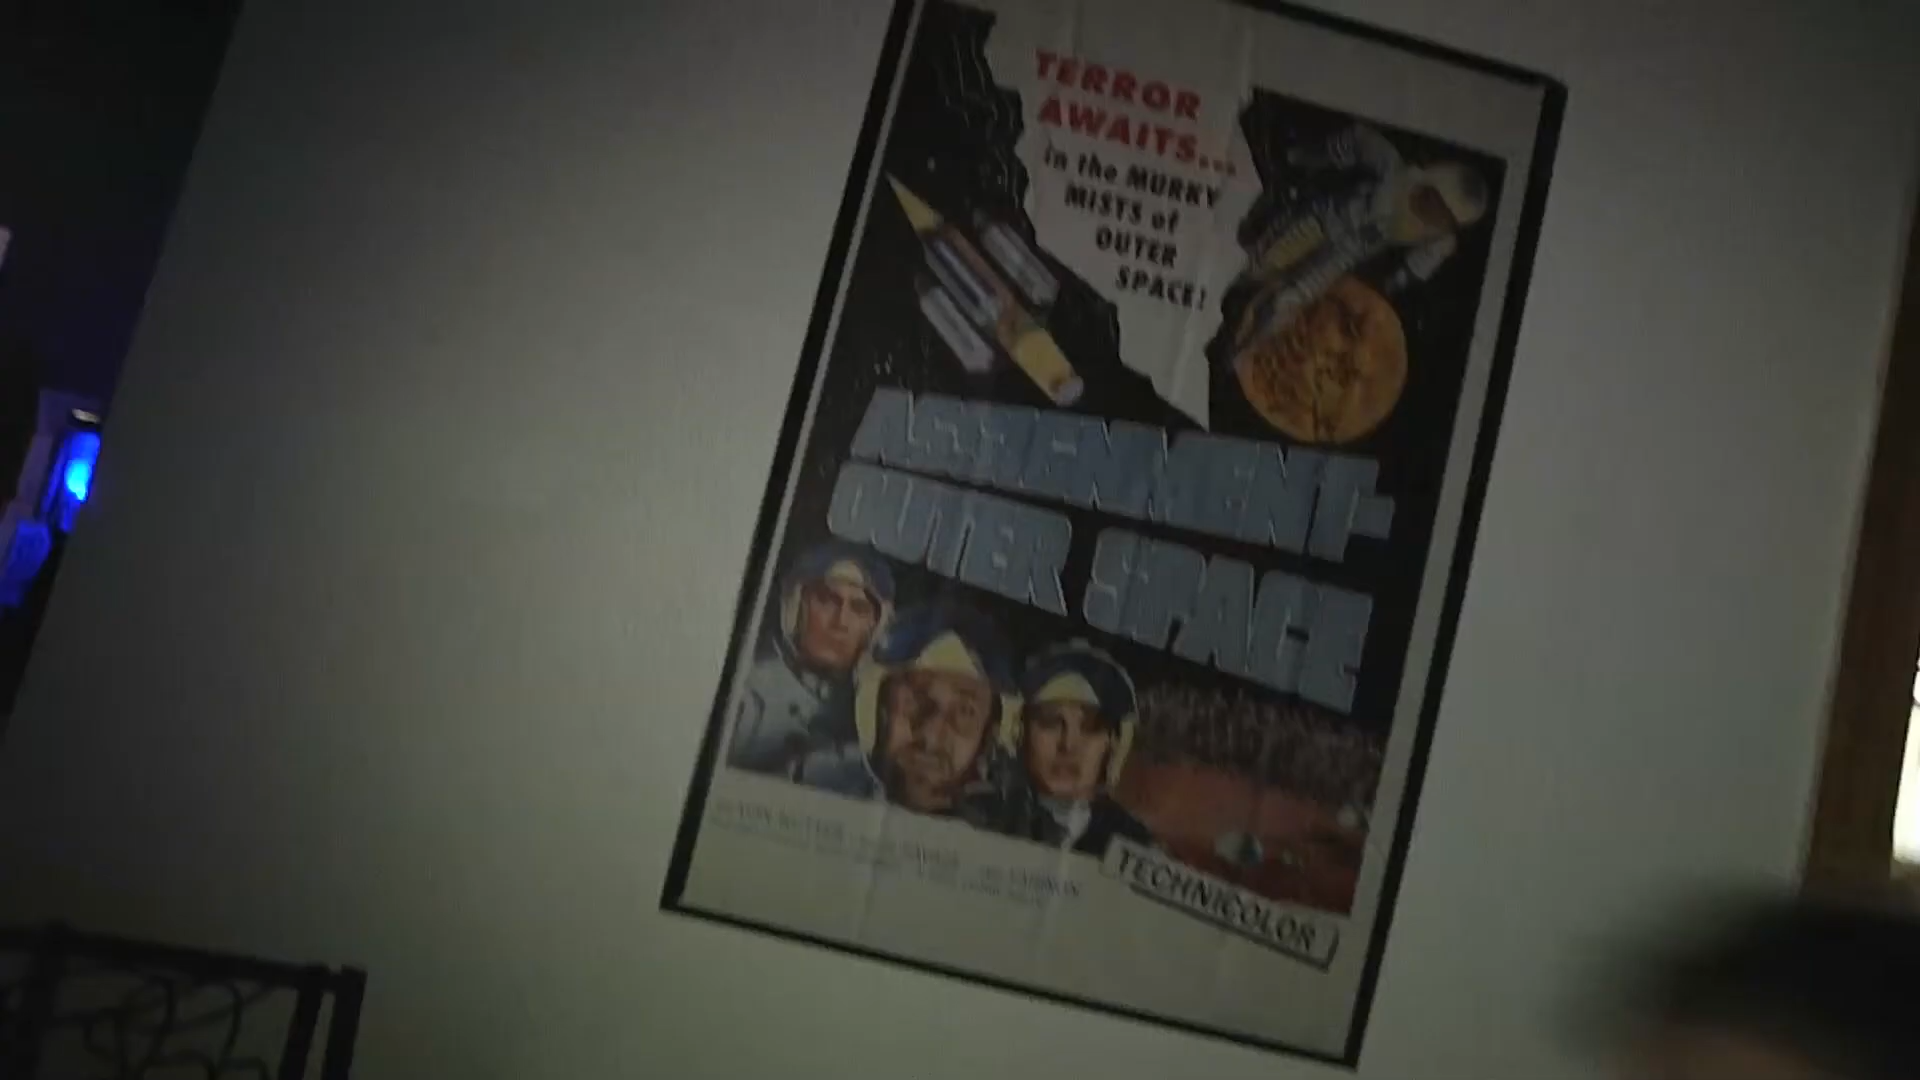 TERROR
AWAITS...
in the MURKY
MISTS of
OUTER
SPACE!
ASSIGNMENT-
OUTER SPACE
TECHNICOLOR